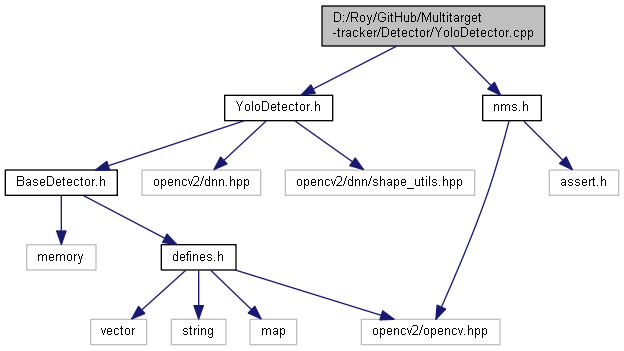 D:/Roy/GitHub/Multitarget
-tracker/Detector/YoloDetector.cpp
YoloDetector.h
nms.h
BaseDetector.h
opencv2/dnn.hpp
opencv2/dnn/shape_utils.hpp
assert.h
memory
defines.h
vector
string
map
opencv2/opencv.hpp